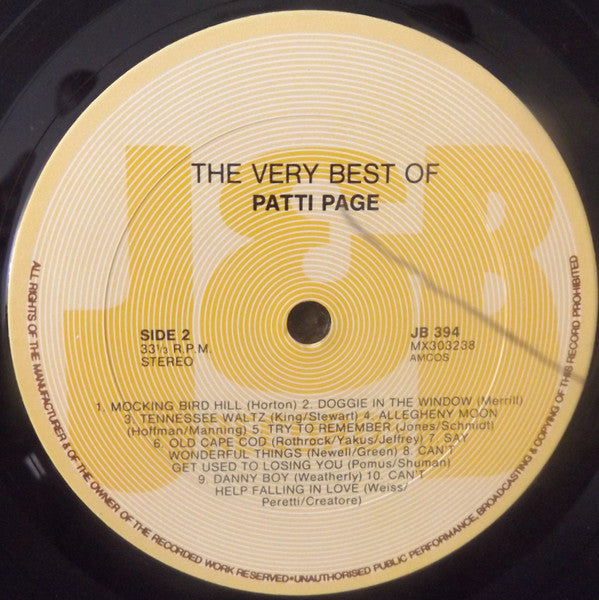 J&B
THE VERY BEST OF
PATTI PAGE
SIDE 2
33⅓ R.P.M.
STEREO
JB 394
MX303238
AMCOS
1. MOCKING BIRD HILL (Horton) 2. DOGGIE IN THE WINDOW (Merrill)
3. TENNESSEE WALTZ (King/Stewart) 4. ALLEGHENY MOON
(Hoffman/Manning) 5. TRY TO REMEMBER (Jones/Schmidt)
6. OLD CAPE COD (Rothrock/Yakus/Jeffrey) 7. SAY
WONDERFUL THINGS (Newell/Green) 8. CAN'T
GET USED TO LOSING YOU (Pomus/Shuman)
9. DANNY BOY (Weatherly) 10. CAN'T
HELP FALLING IN LOVE (Weiss/
Peretti/Creatore)
ALL RIGHTS OF THE MANUFACTURER & OF THE OWNER OF THE RECORDED WORK RESERVED•UNAUTHORISED PUBLIC PERFORMANCE, BROADCASTING & COPYING OF THIS RECORD PROHIBITED